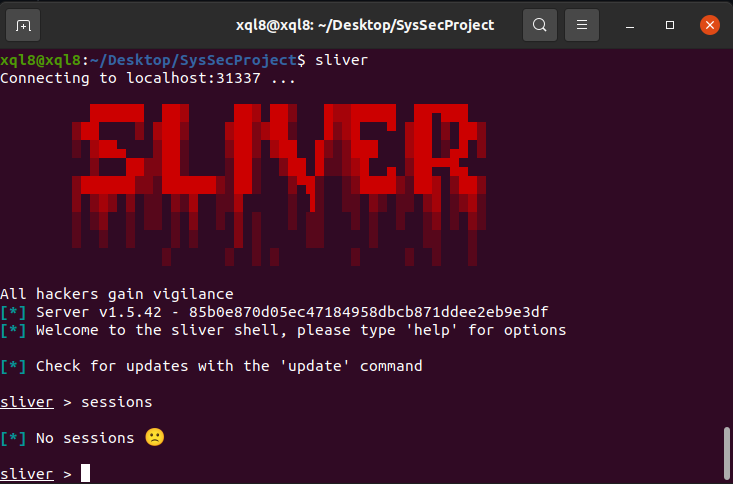 xql8@xql8: ~/Desktop/SysSecProject
xql8@xql8:~/Desktop/SysSecProject$ sliver
Connecting to localhost:31337 ...
SLIVER
All hackers gain vigilance
[*] Server v1.5.42 - 85b0e870d05ec47184958dbcb871ddee2eb9e3df
[*] Welcome to the sliver shell, please type 'help' for options
[*] Check for updates with the 'update' command
sliver > sessions
[*] No sessions 🙁
sliver >